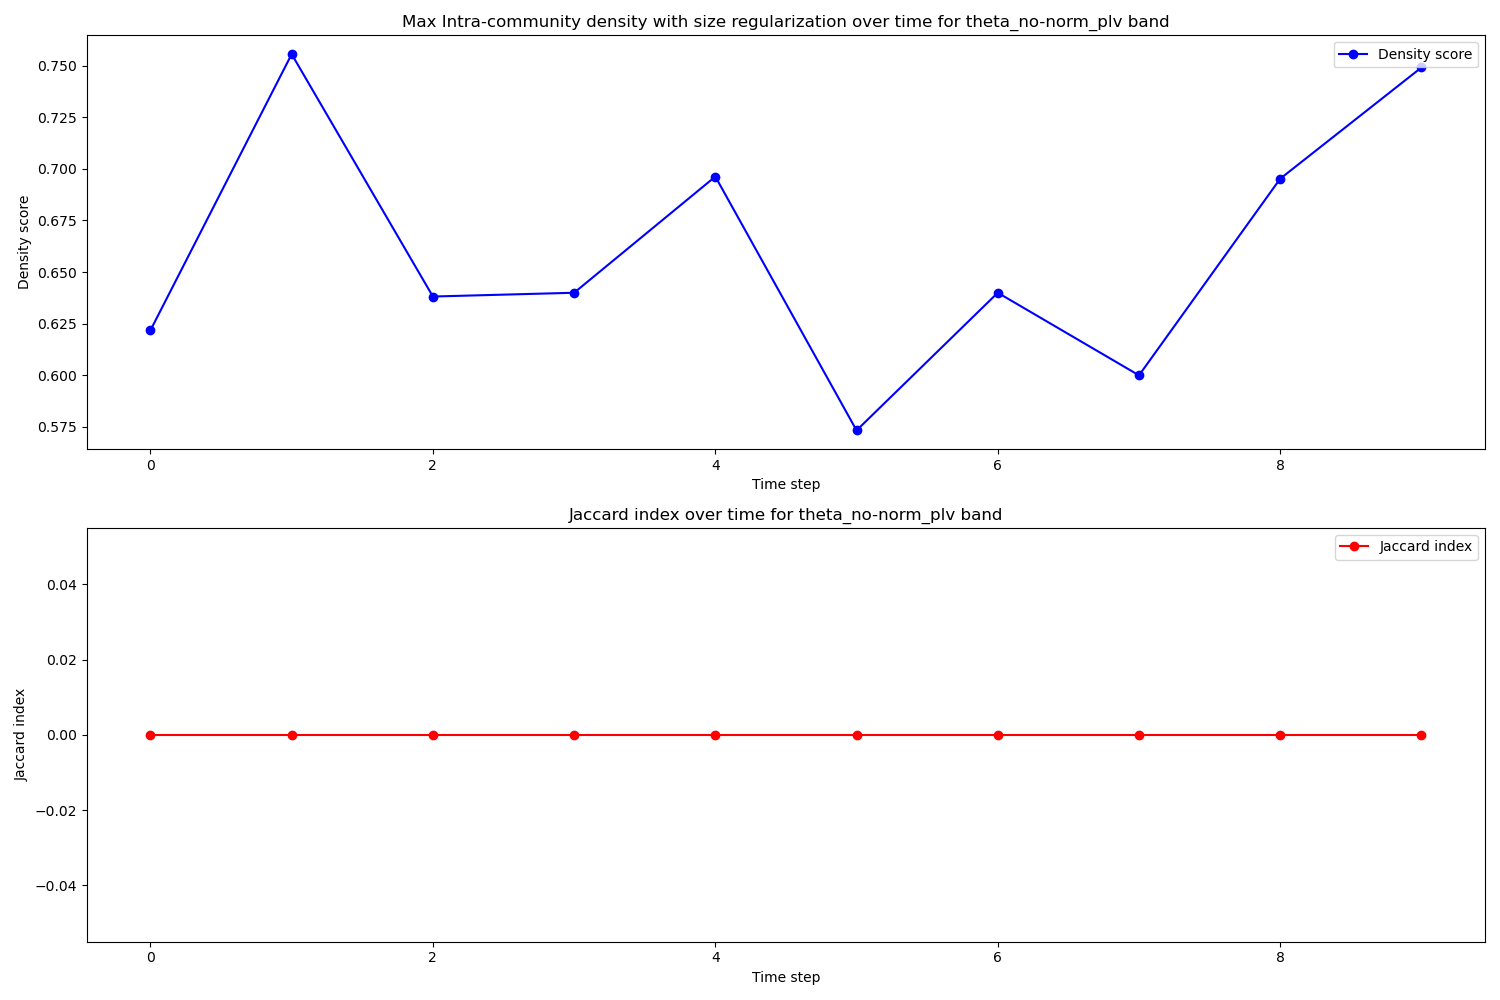 Max Intra-community density with size regularization over time for theta_no-norm_plv band
Density score
0.750
0.725
0.700
0.675
0.650
0.625
0.600
0.575
Density score
0 2 4 6 8
Time step
Jaccard index over time for theta_no-norm_plv band
Jaccard index
0.04
0.02
0.00
−0.02
−0.04
Jaccard index
0 2 4 6 8
Time step